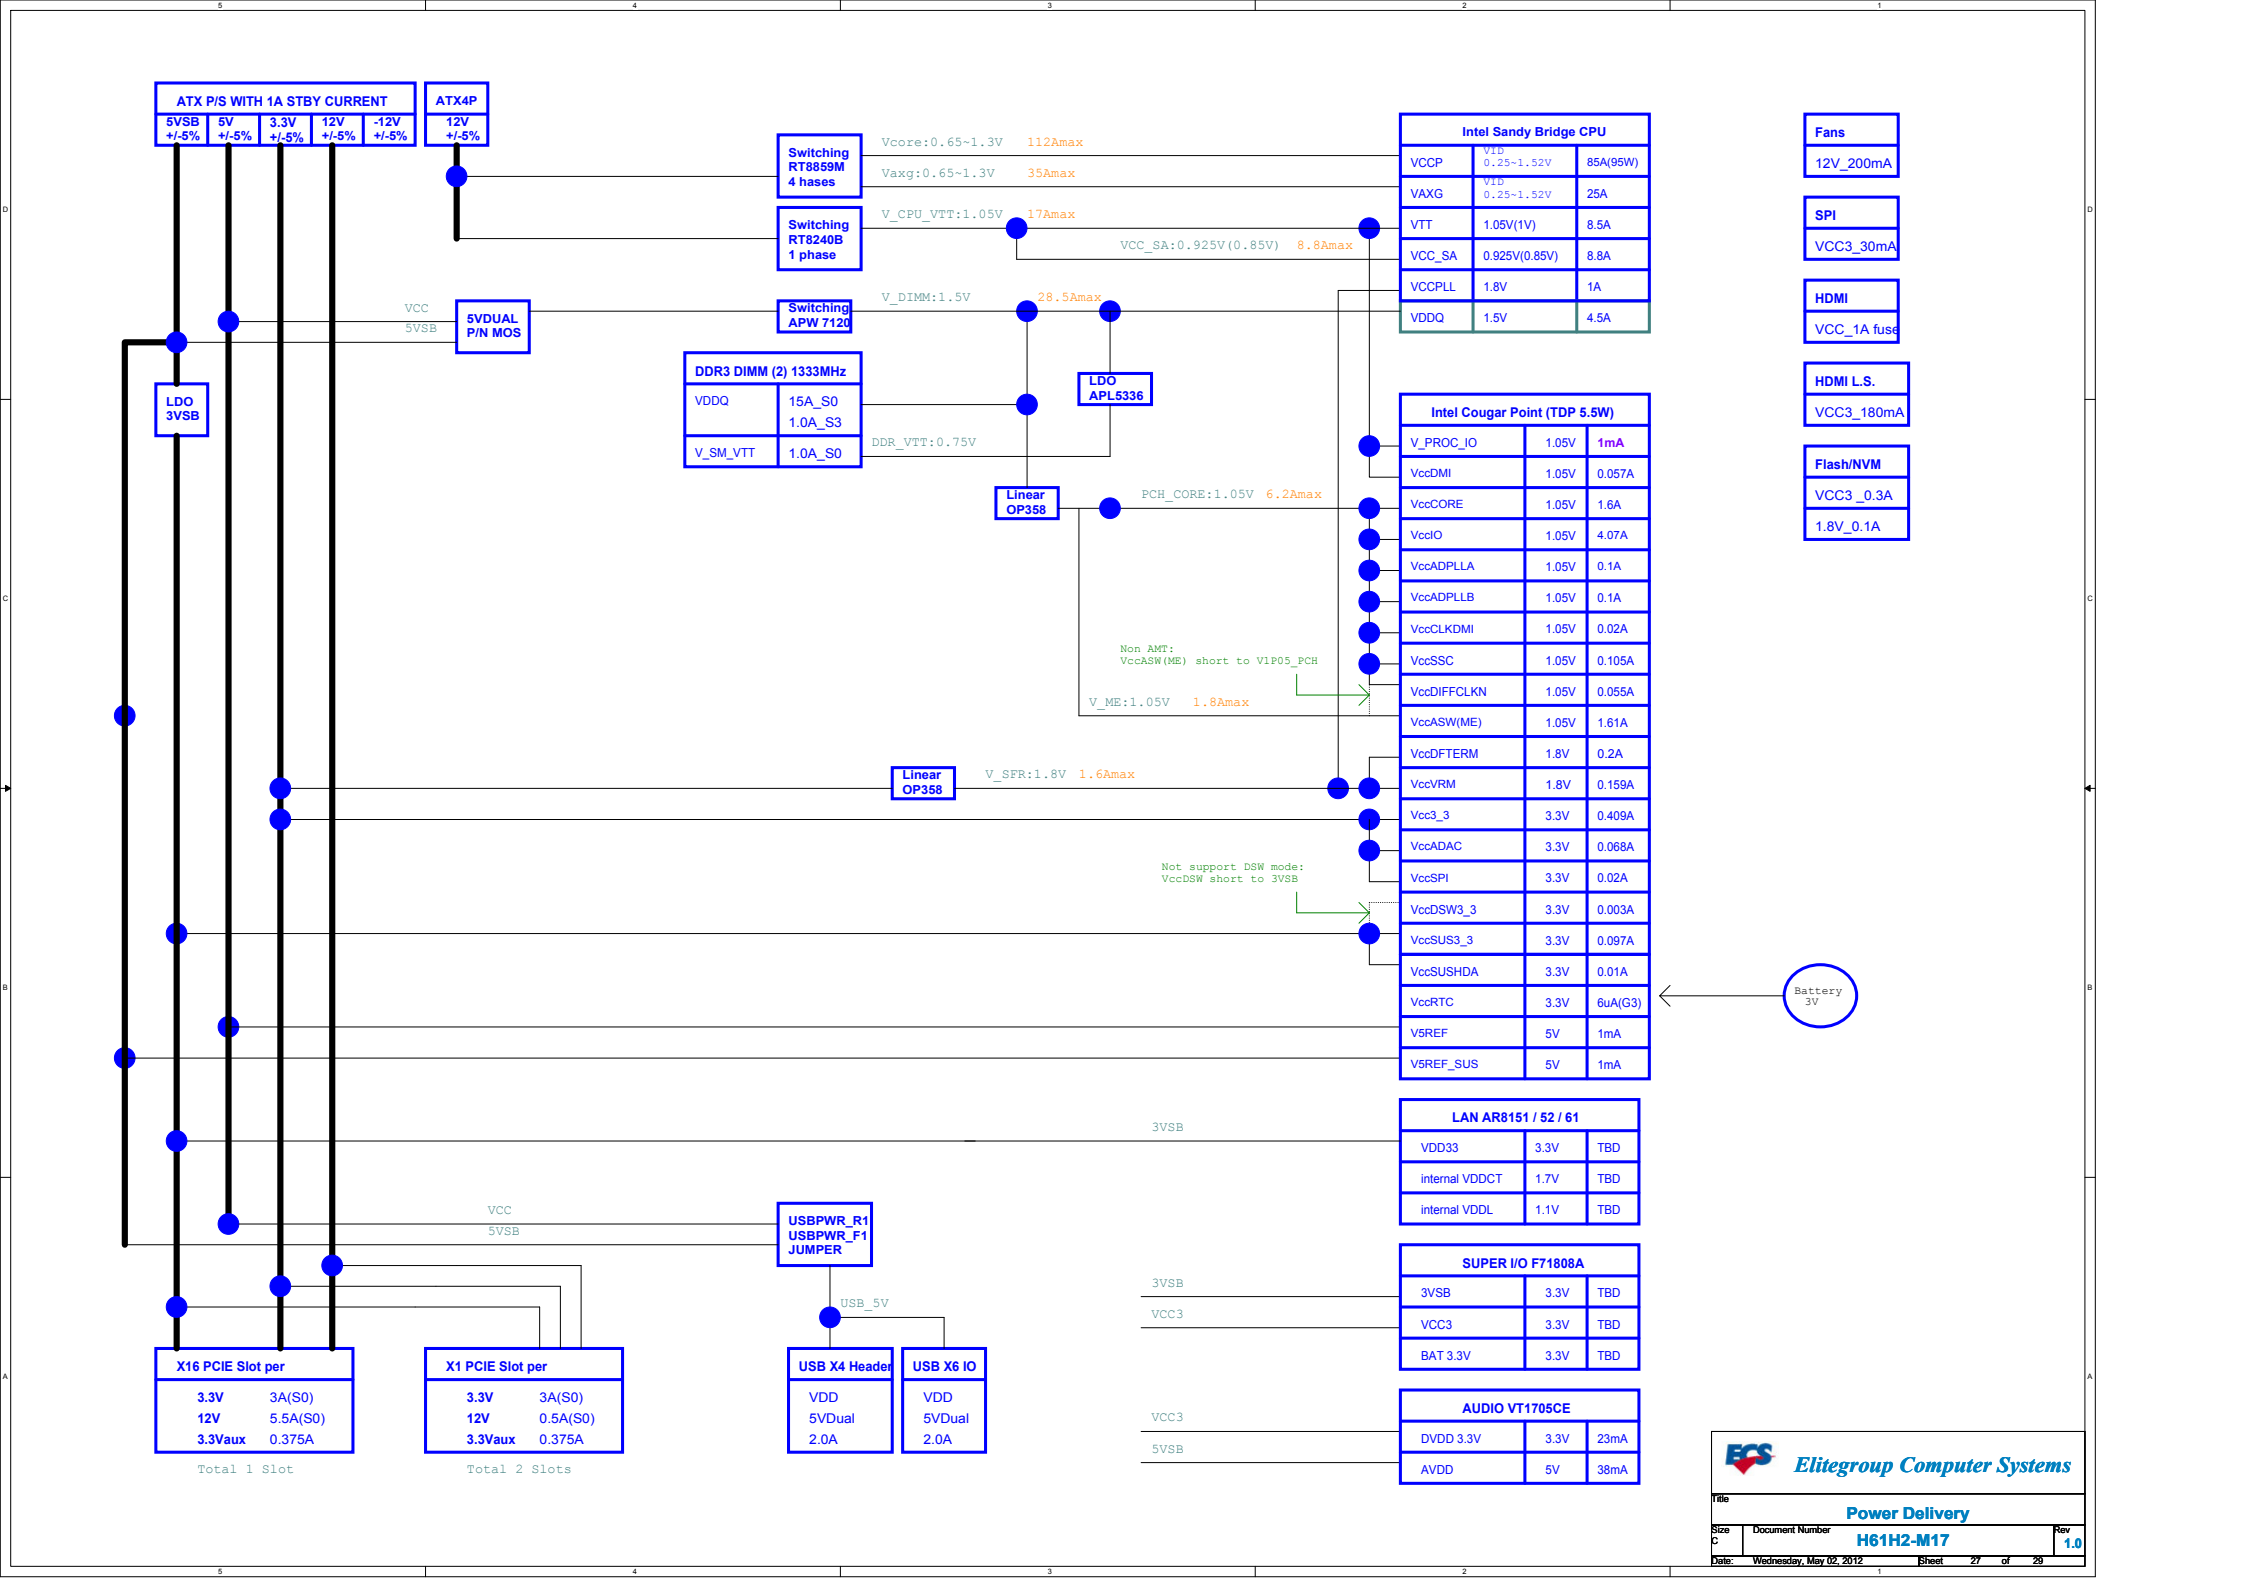 5 4 3 2 1
ATX P/S WITH 1A STBY CURRENT
5VSB +/-5%
5V +/-5%
3.3V +/-5%
12V +/-5%
-12V +/-5%
ATX4P
12V +/-5%
Switching
RT8859M
4 hases
Vcore:0.65~1.3V 112Amax
Vaxg:0.65~1.3V 35Amax
Switching
RT8240B
1 phase
V_CPU_VTT:1.05V 17Amax
VCC_SA:0.925V(0.85V) 8.8Amax
VCC
5VSB
5VDUAL
P/N MOS
Switching
APW 7120
V_DIMM:1.5V 28.5Amax
LDO
3VSB
DDR3 DIMM (2) 1333MHz
VDDQ 15A_S0
1.0A_S3
V_SM_VTT 1.0A_S0
DDR_VTT:0.75V
LDO
APL5336
Linear
OP358
PCH_CORE:1.05V 6.2Amax
Non AMT:
VccASW(ME) short to V1P05_PCH
V_ME:1.05V 1.8Amax
Linear
OP358
V_SFR:1.8V 1.6Amax
Not support DSW mode:
VccDSW short to 3VSB
Intel Sandy Bridge CPU
VCCP VID 0.25~1.52V 85A(95W)
VAXG VID 0.25~1.52V 25A
VTT 1.05V(1V) 8.5A
VCC_SA 0.925V(0.85V) 8.8A
VCCPLL 1.8V 1A
VDDQ 1.5V 4.5A
Intel Cougar Point (TDP 5.5W)
V_PROC_IO 1.05V 1mA
VccDMI 1.05V 0.057A
VccCORE 1.05V 1.6A
VccIO 1.05V 4.07A
VccADPLLA 1.05V 0.1A
VccADPLLB 1.05V 0.1A
VccCLKDMI 1.05V 0.02A
VccSSC 1.05V 0.105A
VccDIFFCLKN 1.05V 0.055A
VccASW(ME) 1.05V 1.61A
VccDFTERM 1.8V 0.2A
VccVRM 1.8V 0.159A
Vcc3_3 3.3V 0.409A
VccADAC 3.3V 0.068A
VccSPI 3.3V 0.02A
VccDSW3_3 3.3V 0.003A
VccSUS3_3 3.3V 0.097A
VccSUSHDA 3.3V 0.01A
VccRTC 3.3V 6uA(G3)
V5REF 5V 1mA
V5REF_SUS 5V 1mA
Battery
3V
Fans
12V_200mA
SPI
VCC3_30mA
HDMI
VCC_1A fuse
HDMI L.S.
VCC3_180mA
Flash/NVM
VCC3 _0.3A
1.8V_0.1A
3VSB
LAN AR8151 / 52 / 61
VDD33 3.3V TBD
internal VDDCT 1.7V TBD
internal VDDL 1.1V TBD
VCC
5VSB
USBPWR_R1
USBPWR_F1
JUMPER
USB_5V
3VSB
VCC3
SUPER I/O F71808A
3VSB 3.3V TBD
VCC3 3.3V TBD
BAT 3.3V 3.3V TBD
X16 PCIE Slot per
3.3V 3A(S0)
12V 5.5A(S0)
3.3Vaux 0.375A
Total 1 Slot
X1 PCIE Slot per
3.3V 3A(S0)
12V 0.5A(S0)
3.3Vaux 0.375A
Total 2 Slots
USB X4 Header
VDD
5VDual
2.0A
USB X6 IO
VDD
5VDual
2.0A
VCC3
5VSB
AUDIO VT1705CE
DVDD 3.3V 3.3V 23mA
AVDD 5V 38mA
ECS Elitegroup Computer Systems
Title
Power Delivery
Size Document Number Rev
C H61H2-M17 1.0
Date: Wednesday, May 02, 2012 Sheet 27 of 29
D D
C C
B B
A A
5 4 3 2 1